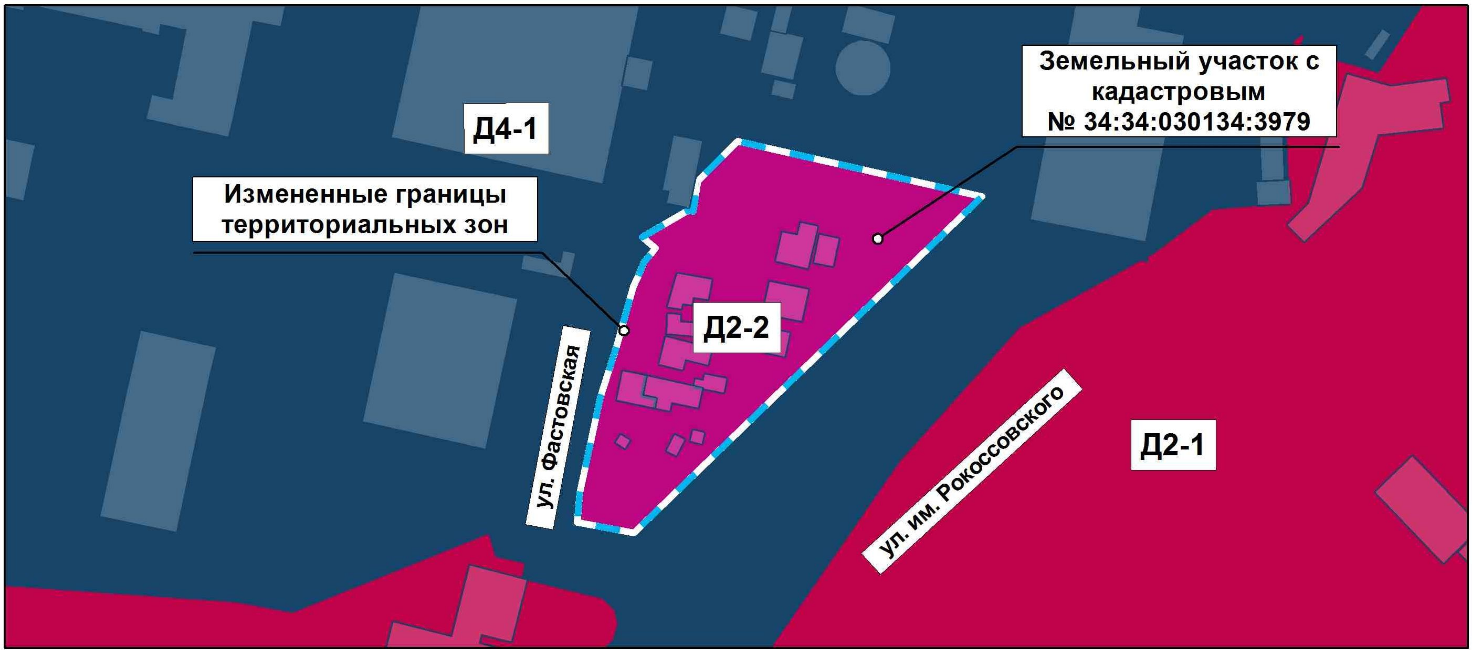 Земельный участок с
кадастровым
№ 34:34:030134:3979
Д4-1
Измененные границы
территориальных зон
Д2-2
ул. Фастовская
ул. им. Рокоссовского
Д2-1